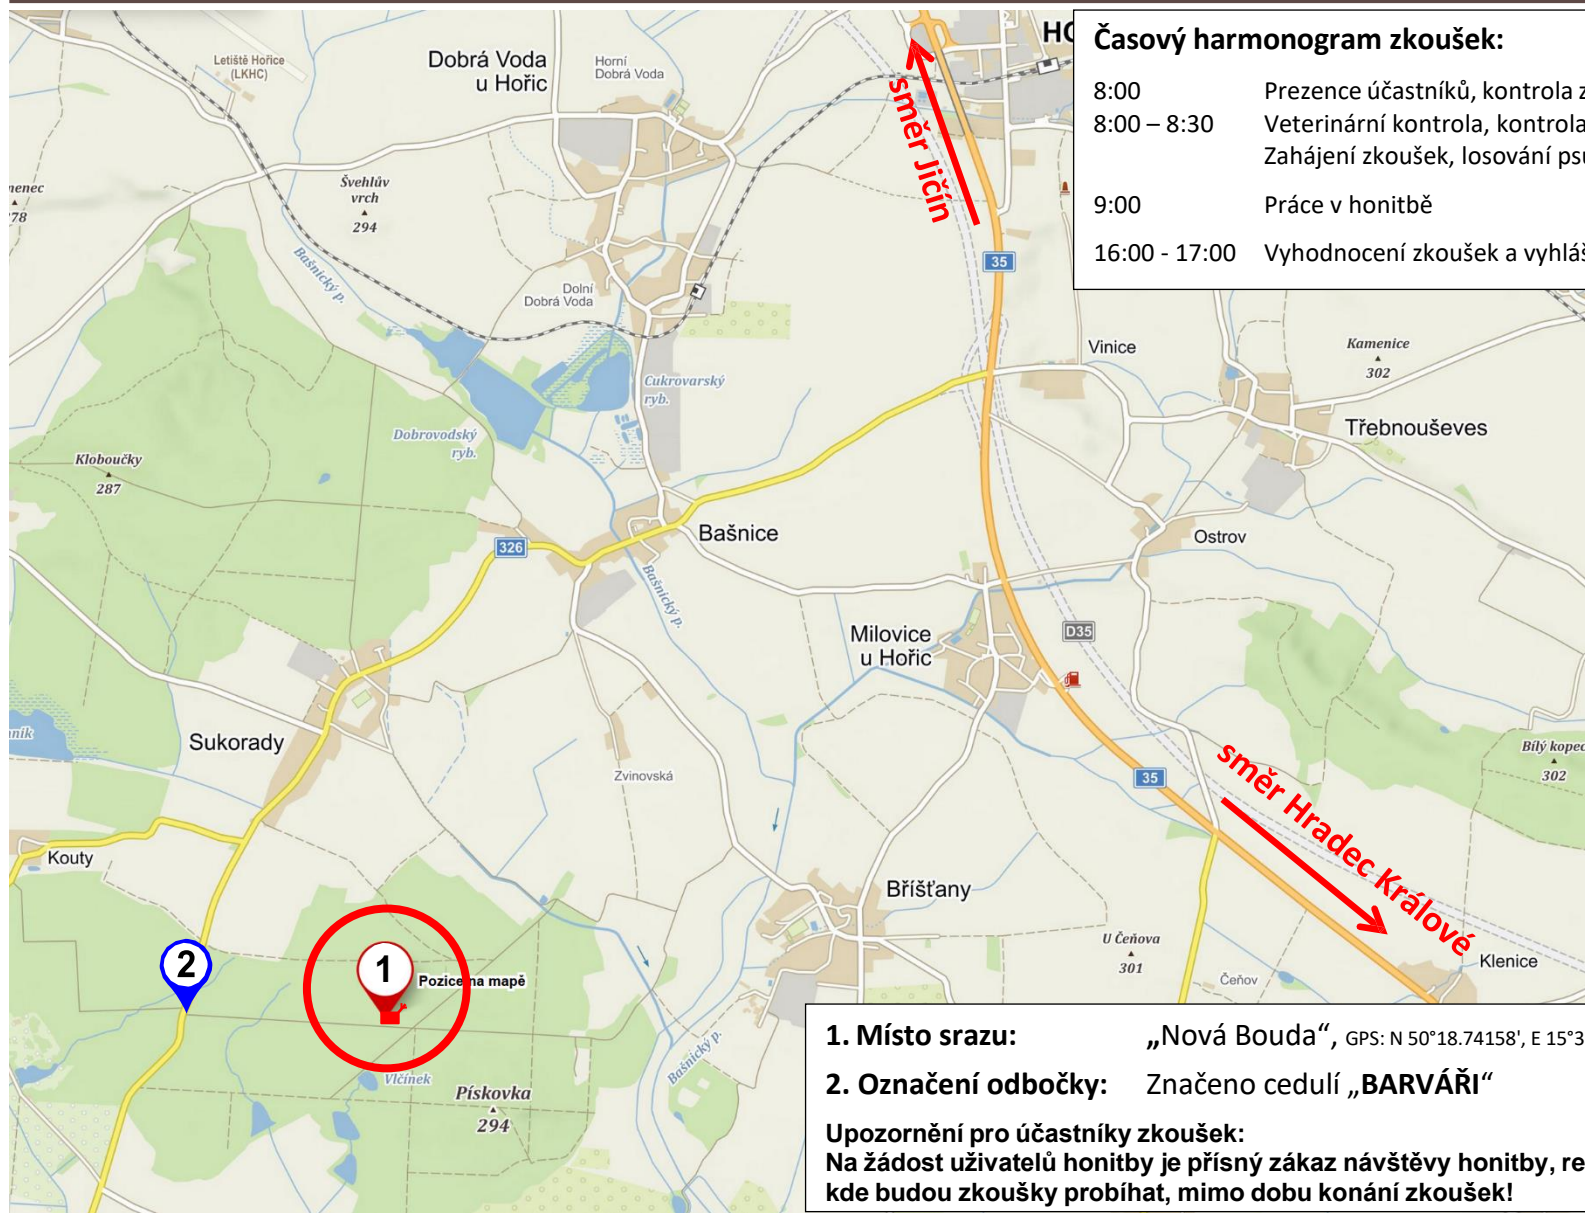 Časový harmonogram zkoušek:
8:00 Prezence účastníků, kontrola
8:00 – 8:30 Veterinární kontrola, kontrola
Zahájení zkoušek, losování
9:00 Práce v honitbě
16:00 - 17:00 Vyhodnocení zkoušek a
Letiště Hořice
(LKHC)
Dobrá Voda
u Hořic
Horní
Dobrá Voda
směr Jičín
Švehlův
vrch
294
Bašnický p.
Dolní
Dobrá Voda
35
Vinice
Kamenice
302
Cukrovarský
ryb.
Dobrovodský
ryb.
Třebnouševes
Kloboučky
287
Bašnice
326
Ostrov
Bašnický p.
Milovice
u Hořic
D35
Sukorady
Zvinovská
35
Bílý kopec
302
směr Hradec Králové
Kouty
Bříšťany
U Čeňova
301
Klenice
Čeňov
2
1
Pozice na mapě
Vlčínek
Pískovka
294
Bašnický p.
1. Místo srazu: „Nová Bouda“, GPS: N 50°18.74158', E 15°3
2. Označení odbočky: Značeno cedulí „BARVÁŘI“
Upozornění pro účastníky zkoušek:
Na žádost uživatelů honitby je přísný zákaz návštěvy honitby,
kde budou zkoušky probíhat, mimo dobu konání zkoušek!